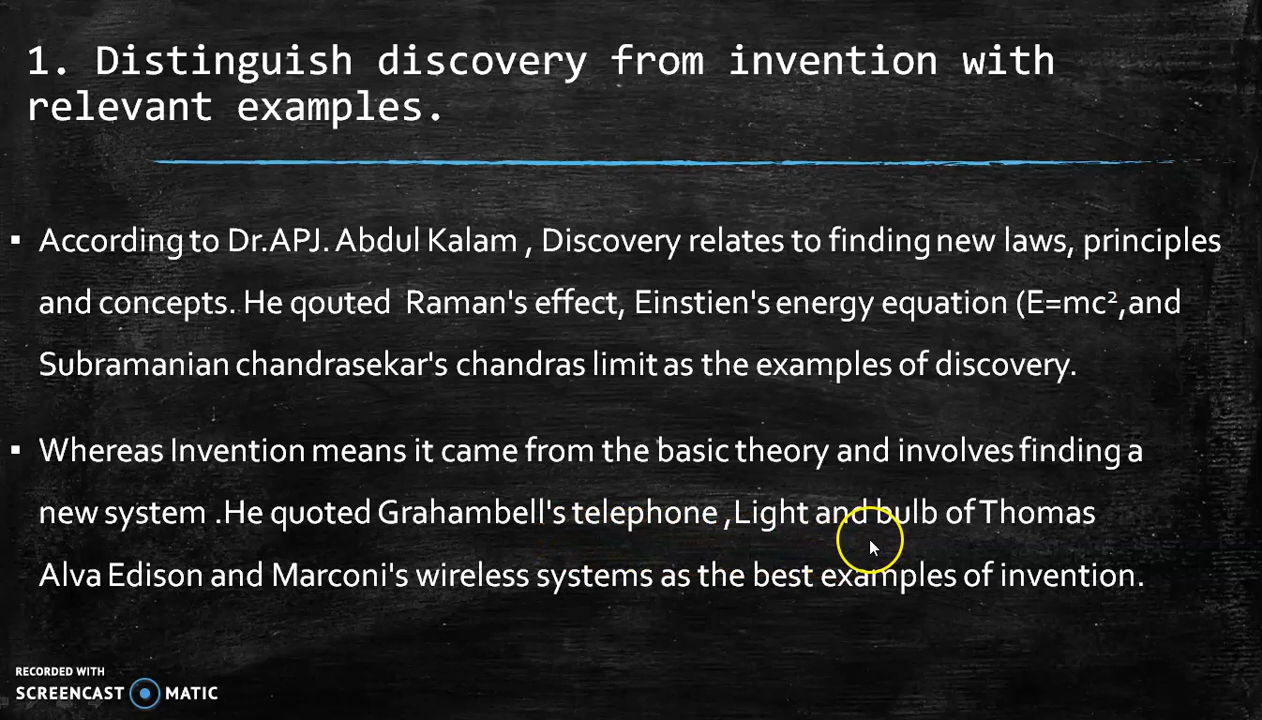 1. Distinguish discovery from invention with
relevant examples.
▪ According to Dr.APJ. Abdul Kalam , Discovery relates to finding new laws, principles
and concepts. He qouted Raman's effect, Einstien's energy equation (E=mc²,and
Subramanian chandrasekar's chandras limit as the examples of discovery.
▪ Whereas Invention means it came from the basic theory and involves finding a
new system .He quoted Grahambell's telephone ,Light and bulb of Thomas
Alva Edison and Marconi's wireless systems as the best examples of invention.
RECORDED WITH
SCREENCAST MATIC